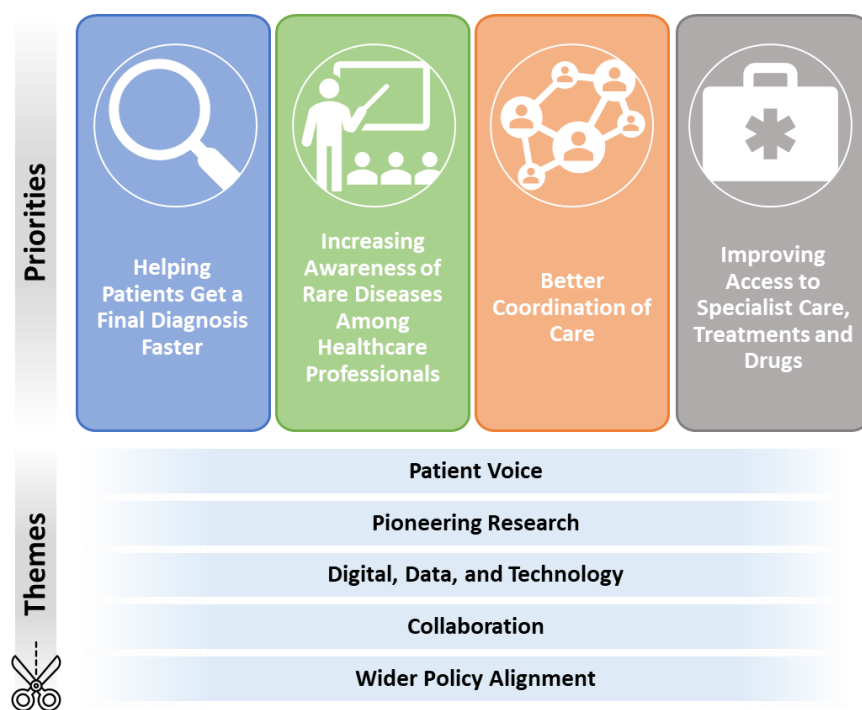 Priorities
Helping
Patients Get a
Final Diagnosis
Faster
Increasing
Awareness of
Rare Diseases
Among
Healthcare
Professionals
Better
Coordination of
Care
Improving
Access to
Specialist Care,
Treatments and
Drugs
Themes
Patient Voice
Pioneering Research
Digital, Data, and Technology
Collaboration
Wider Policy Alignment